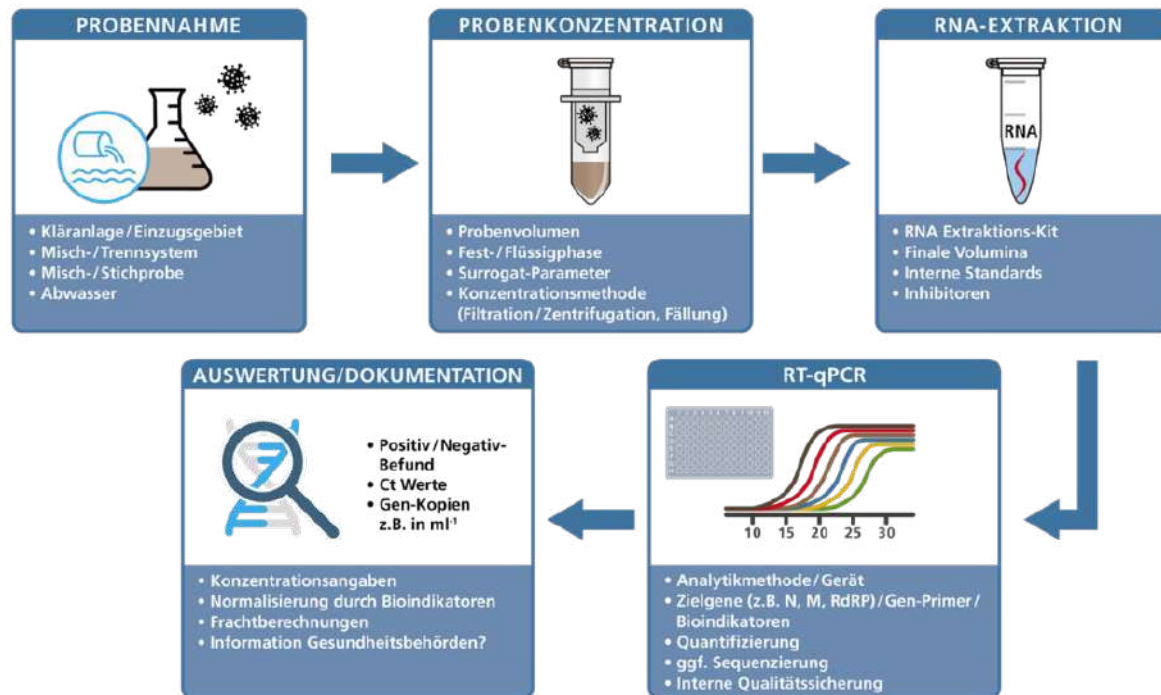 PROBENNAHME
• Kläranlage/Einzugsgebiet
• Misch-/Trennsystem
• Misch-/Stichprobe
• Abwasser
PROBENKONZENTRATION
• Probenvolumen
• Fest-/Flüssigphase
• Surrogat-Parameter
• Konzentrationsmethode
(Filtration/Zentrifugation, Fällung)
RNA-EXTRAKTION
RNA
• RNA Extraktions-Kit
• Finale Volumina
• Interne Standards
• Inhibitoren
RT-qPCR
10 15 20 25 30
• Analytikmethode/Gerät
• Zielgene (z.B. N, M, RdRP)/Gen-Primer/
Bioindikatoren
• Quantifizierung
• ggf. Sequenzierung
• Interne Qualitätssicherung
AUSWERTUNG/DOKUMENTATION
• Positiv/Negativ-
Befund
• Ct Werte
• Gen-Kopien
z.B. in ml⁻¹
• Konzentrationsangaben
• Normalisierung durch Bioindikatoren
• Frachtberechnungen
• Information Gesundheitsbehörden?